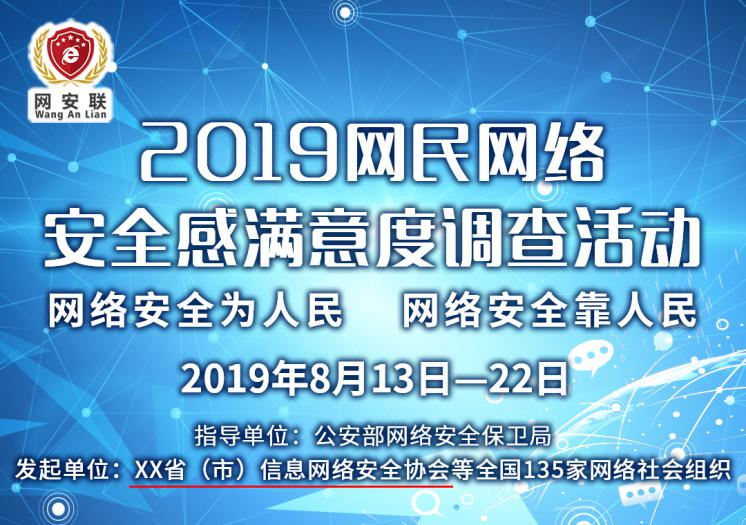 网安联
Wang An Lian
2019网民网络
安全感满意度调查活动
网络安全为人民 网络安全靠人民
2019年8月13日—22日
指导单位：公安部网络安全保卫局
发起单位：XX省（市）信息网络安全协会等全国135家网络社会组织